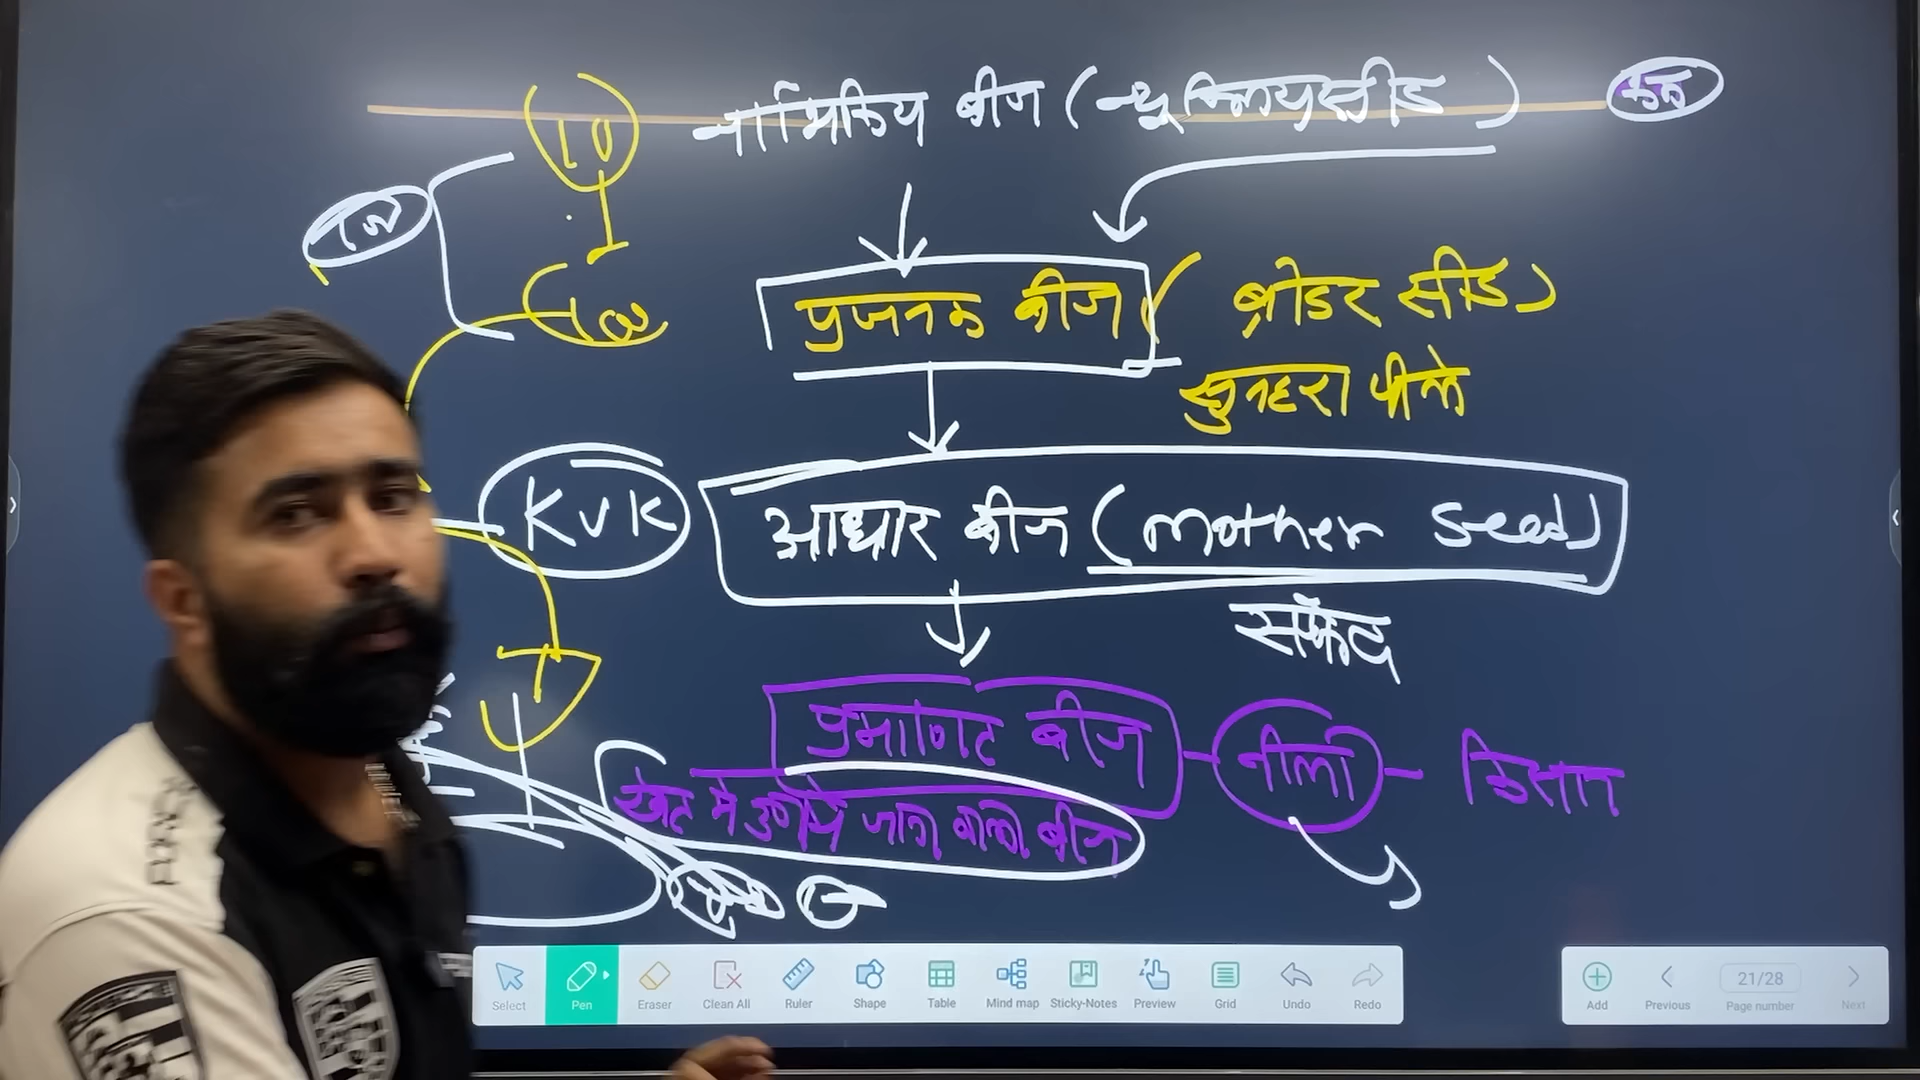 नाभिकिय बीज (न्यूक्लियसीड)
प्रजनक बीज (ब्रीडर सीड)
सुनहरा पीले
KVK
आधार बीज (mother seed)
सफेद
प्रमाणित बीज - नीला - किसान
खेत में उगाये जाने वाले बीज
Select
Pen
Eraser
Clean All
Ruler
Shape
Table
Mind map
Sticky-Notes
Preview
Grid
Undo
Redo
Add
Previous
21/28
Page number
Next